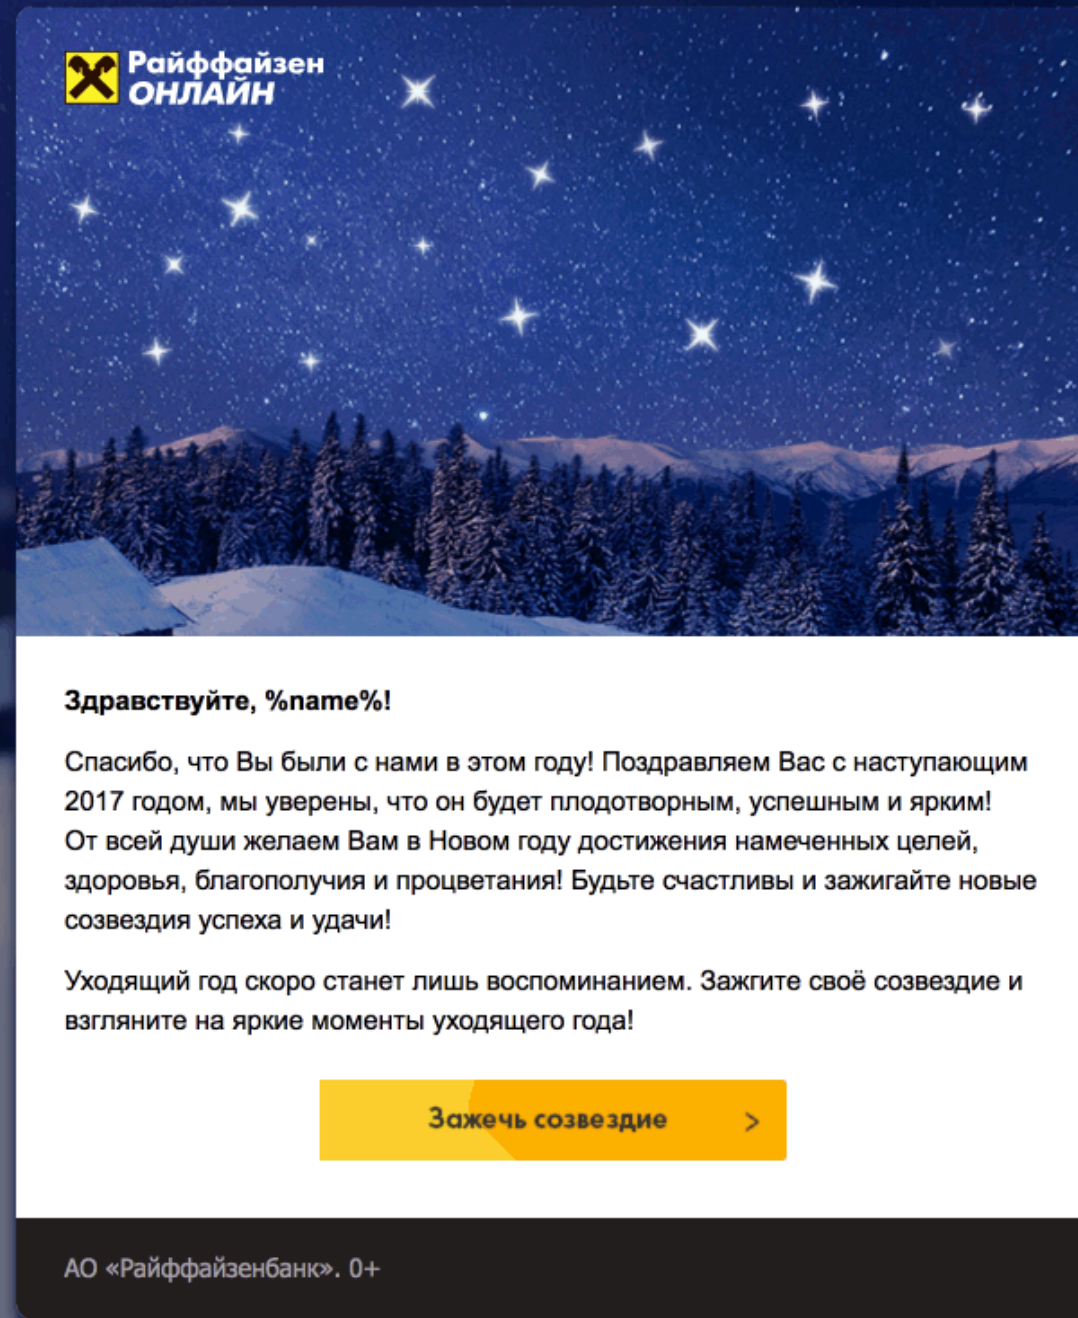 Райффайзен
ОНЛАЙН
Здравствуйте, %name%!
Спасибо, что Вы были с нами в этом году! Поздравляем Вас с наступающим
2017 годом, мы уверены, что он будет плодотворным, успешным и ярким!
От всей души желаем Вам в Новом году достижения намеченных целей,
здоровья, благополучия и процветания! Будьте счастливы и зажигайте новые
созвездия успеха и удачи!
Уходящий год скоро станет лишь воспоминанием. Зажгите своё созвездие и
взгляните на яркие моменты уходящего года!
Зажечь созвездие >
АО «Райффайзенбанк». 0+